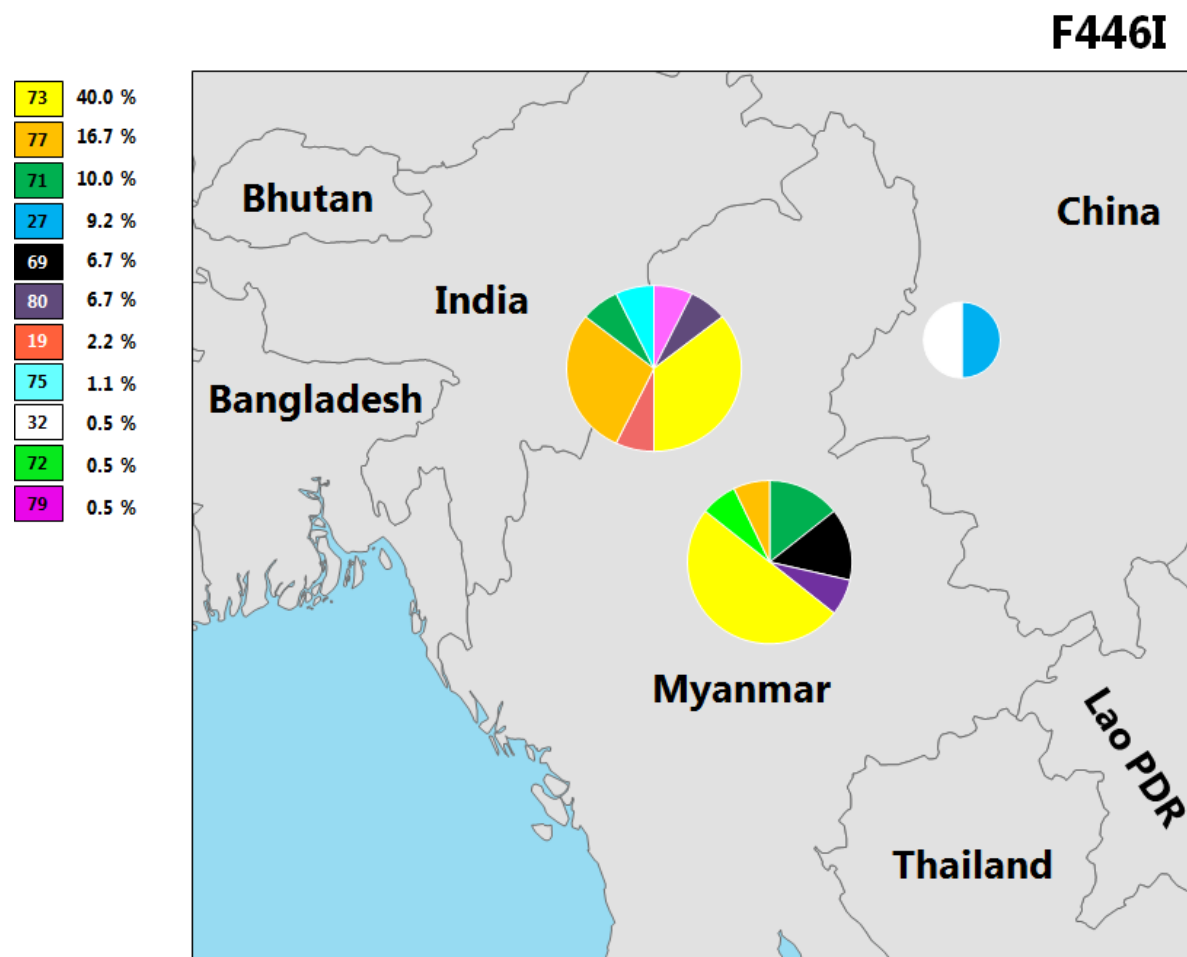 F446I
73 40.0 %
77 16.7 %
71 10.0 %
27 9.2 %
69 6.7 %
80 6.7 %
19 2.2 %
75 1.1 %
32 0.5 %
72 0.5 %
79 0.5 %
Bhutan
China
India
Bangladesh
Myanmar
Lao PDR
Thailand